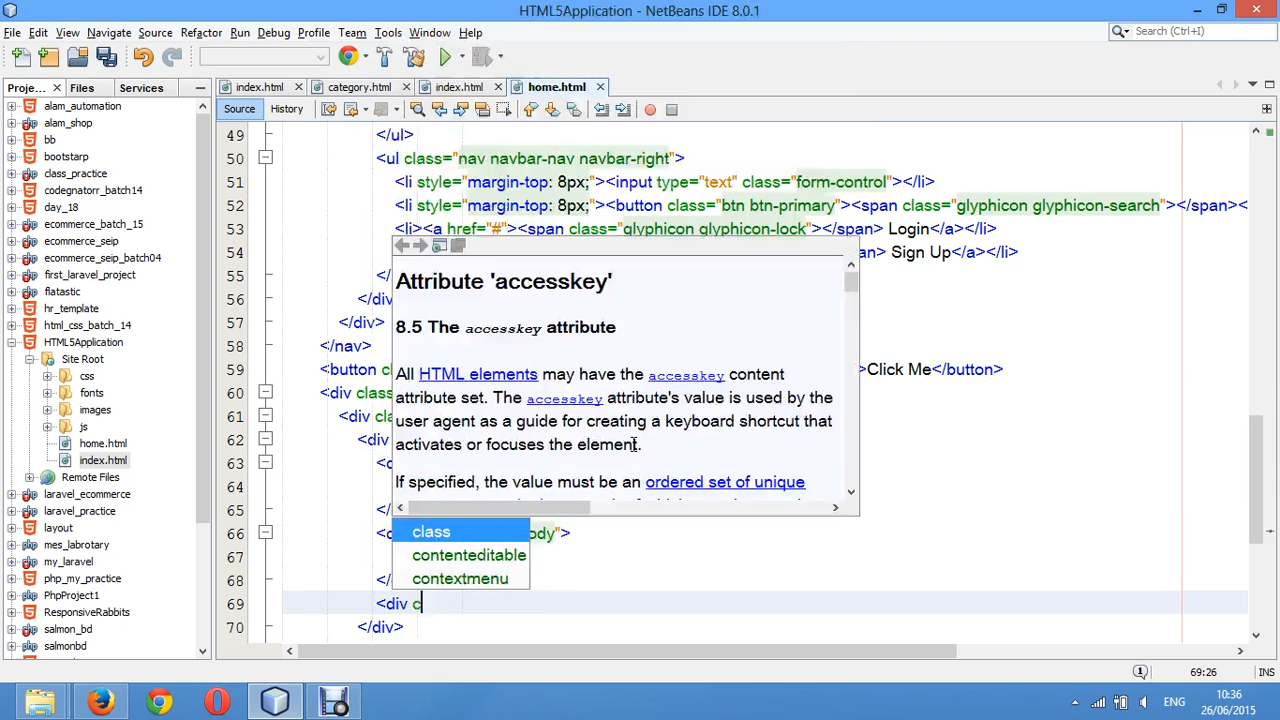 HTML5Application - NetBeans IDE 8.0.1
File Edit View Navigate Source Refactor Run Debug Profile Team Tools Window Help
Search (Ctrl+I)
Proje... Files Services
index.html category.html index.html home.html
Source History
alam_automation
alam_shop
bb
bootstarp
class_practice
codegnatorr_batch14
day_18
ecommerce_batch_15
ecommerce_seip
ecommerce_seip_batch04
first_laravel_project
flatastic
hr_template
html_css_batch_14
HTML5Application
Site Root
css
fonts
images
js
home.html
index.html
Remote Files
laravel_ecommerce
laravel_practice
layout
mes_labrotary
my_laravel
php_my_practice
PhpProject1
ResponsiveRabbits
salmon_bd
salmonbd
49 </ul>
50 <ul class="nav navbar-nav navbar-right">
51 <li style="margin-top: 8px;"><input type="text" class="form-control"></li>
52 <li style="margin-top: 8px;"><button class="btn btn-primary"><span class="glyphicon glyphicon-search"></span><
53 <li><a href="#"><span class="glyphicon glyphicon-lock"></span> Login</a></li>
54 pan> Sign Up</a></li>
55 </
56 </div>
57 </div>
58 </nav>
59 <button cl >Click Me</button>
60 <div class
61 <div cla
62 <div
63 <d
64
65 </
66 <d ody">
67
68 </
69 <div c
70 </div>
Attribute 'accesskey'
8.5 The accesskey attribute
All HTML elements may have the accesskey content
attribute set. The accesskey attribute's value is used by the
user agent as a guide for creating a keyboard shortcut that
activates or focuses the element.
If specified, the value must be an ordered set of unique
class
contenteditable
contextmenu
69:26 INS
ENG
10:36
26/06/2015